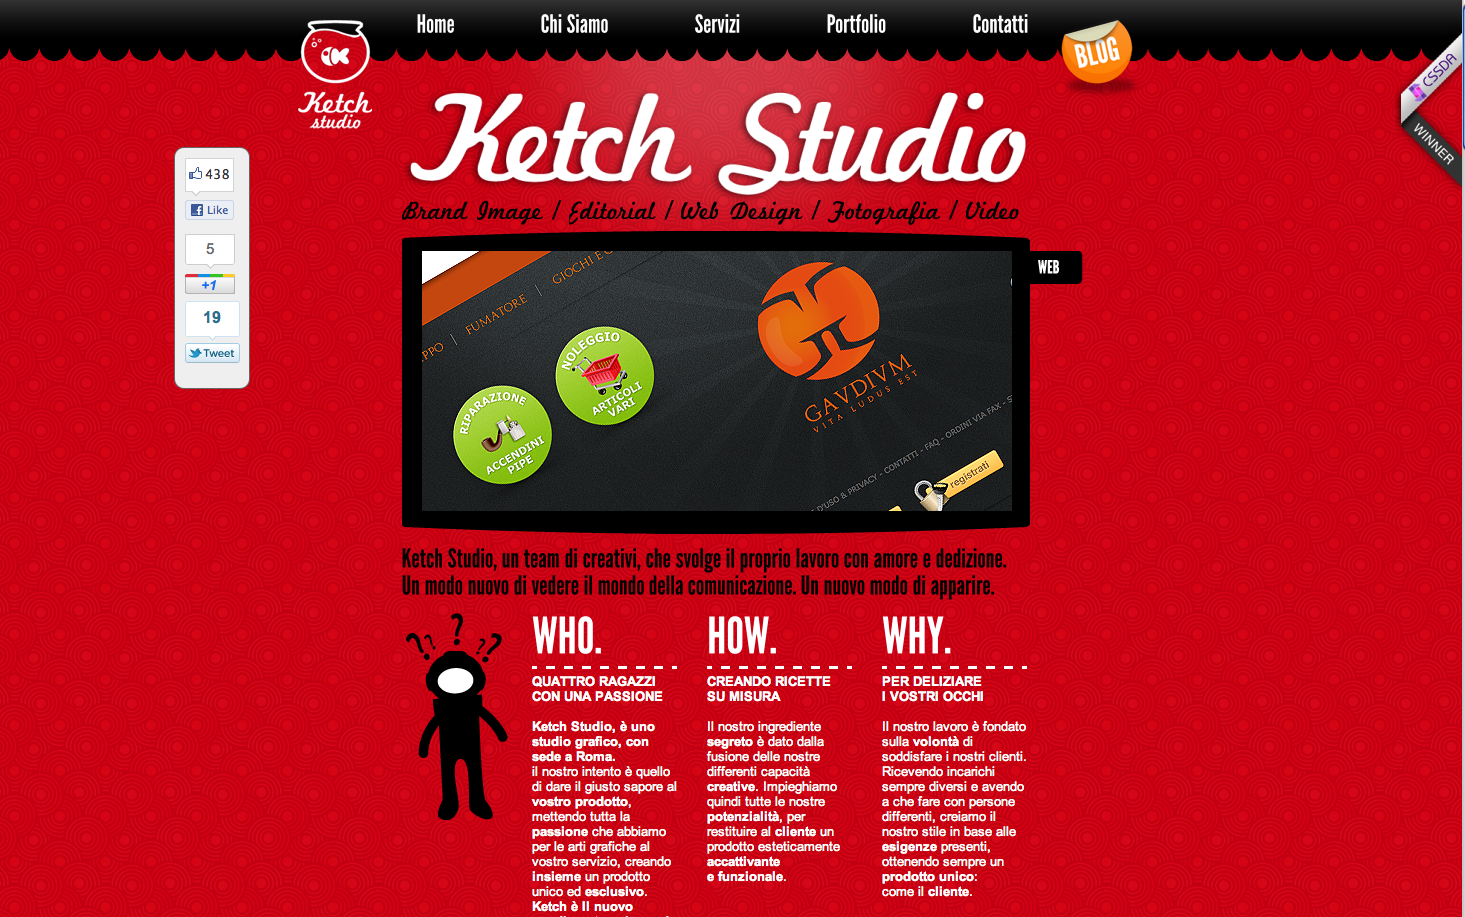 Home
Chi Siamo
Servizi
Portfolio
Contatti
BLOG
CSSDA
WINNER
Ketch
studio
Ketch Studio
Brand Image / Editorial / Web Design / Fotografia / Video
438
Like
5
+1
19
Tweet
WEB
FUMATORE | GIOCHI E
NOLEGGIO
ARTICOLI
VARI
RIPARAZIONE
ACCENDINI
PIPE
GAVDIVM
VITA LUDUS EST
D'USO & PRIVACY - CONTATTI - FAQ - ORDINI VIA FAX -
registrati
Ketch Studio, un team di creativi, che svolge il proprio lavoro con amore e dedizione.
Un modo nuovo di vedere il mondo della comunicazione. Un nuovo modo di apparire.
? ? ? ? ?
WHO.
QUATTRO RAGAZZI
CON UNA PASSIONE
Ketch Studio, è uno
studio grafico, con
sede a Roma.
il nostro intento è quello
di dare il giusto sapore al
vostro prodotto,
mettendo tutta la
passione che abbiamo
per le arti grafiche al
vostro servizio, creando
insieme un prodotto
unico ed esclusivo.
Ketch è Il nuovo
HOW.
CREANDO RICETTE
SU MISURA
Il nostro ingrediente
segreto è dato dalla
fusione delle nostre
differenti capacità
creative. Impieghiamo
quindi tutte le nostre
potenzialità, per
restituire al cliente un
prodotto esteticamente
accattivante
e funzionale.
WHY.
PER DELIZIARE
I VOSTRI OCCHI
Il nostro lavoro è fondato
sulla volontà di
soddisfare i nostri clienti.
Ricevendo incarichi
sempre diversi e avendo
a che fare con persone
differenti, creiamo il
nostro stile in base alle
esigenze presenti,
ottenendo sempre un
prodotto unico:
come il cliente.